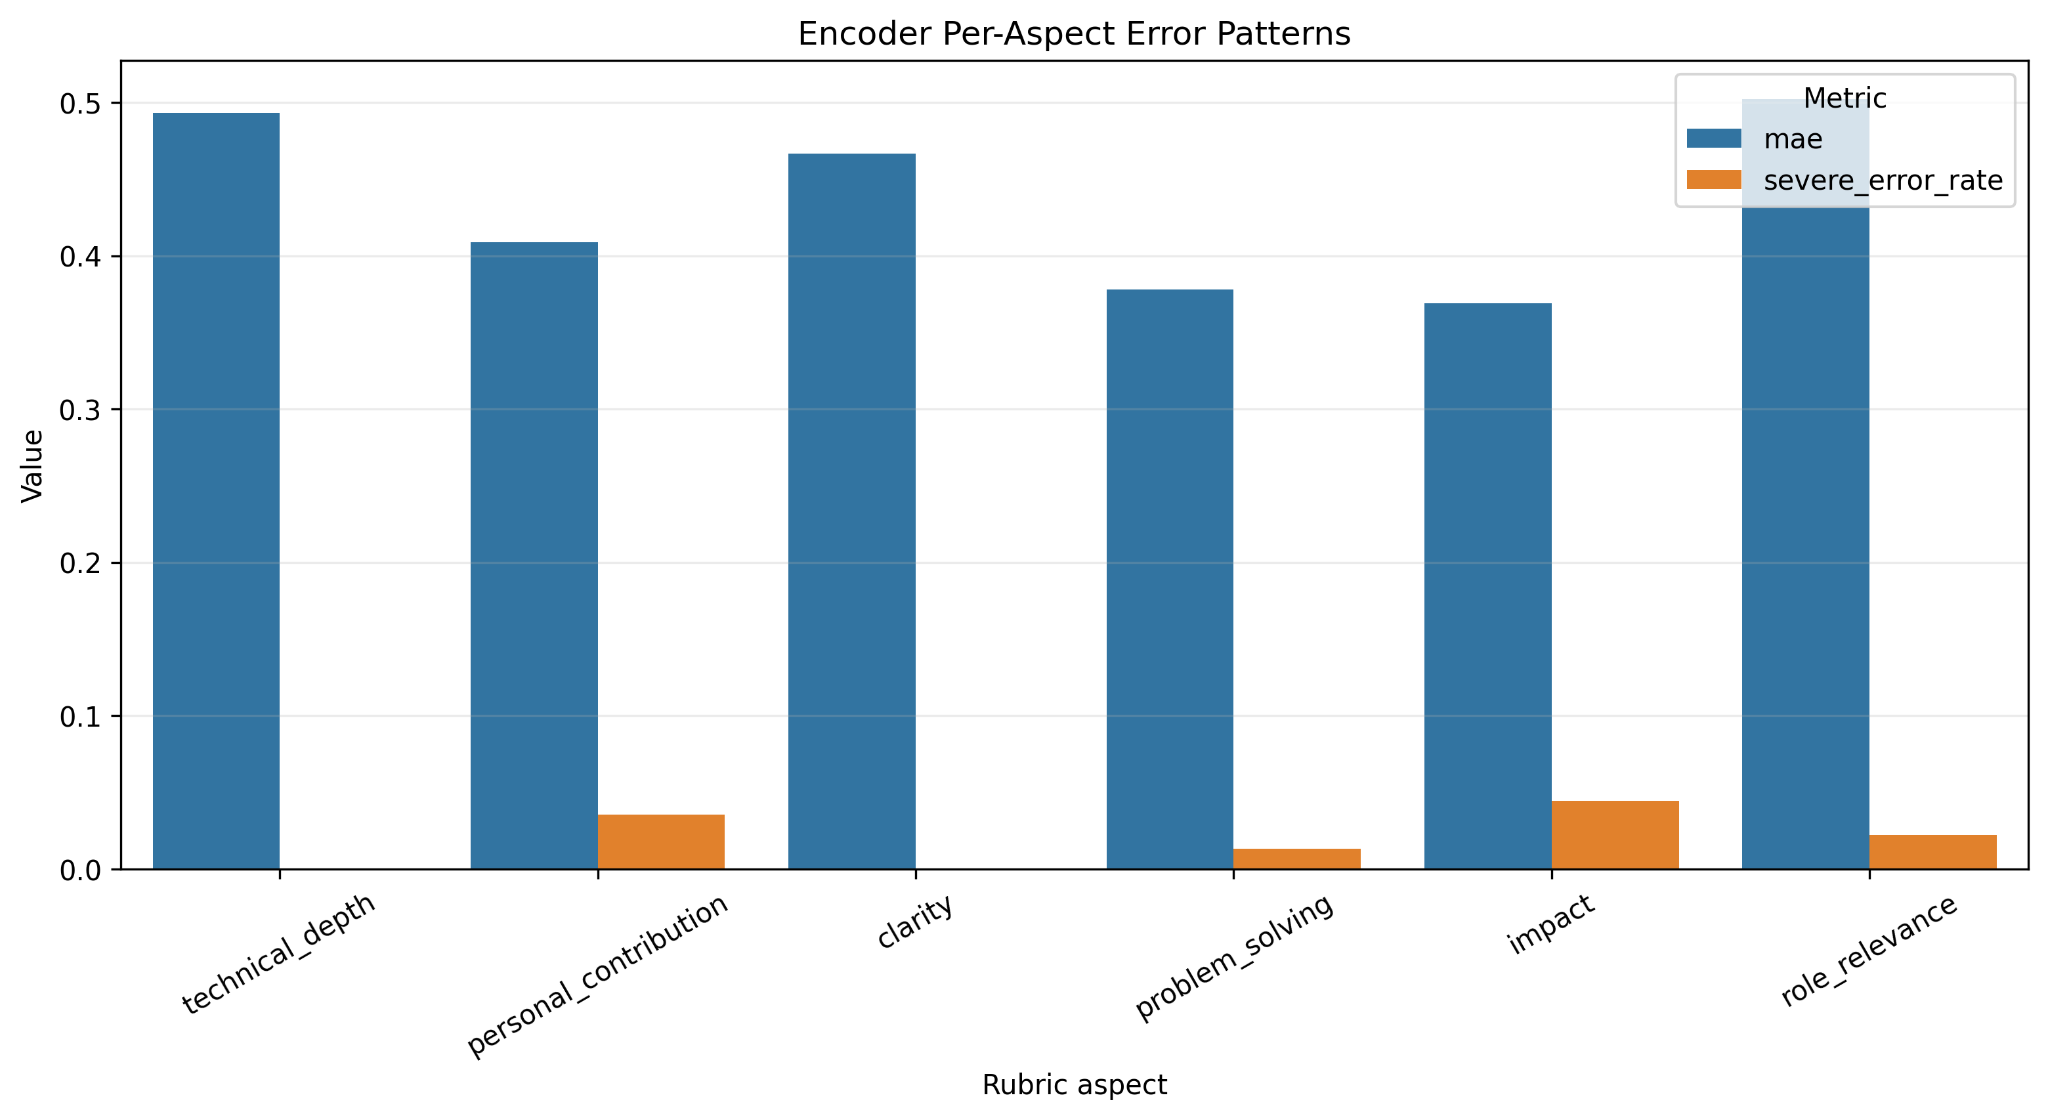 Encoder Per-Aspect Error Patterns
Metric
mae
severe_error_rate
Value
0.5
0.4
0.3
0.2
0.1
0.0
technical_depth
personal_contribution
clarity
problem_solving
impact
role_relevance
Rubric aspect